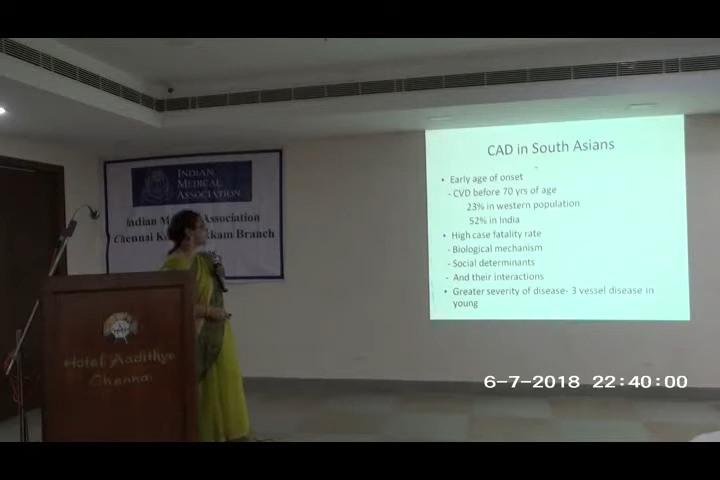 INDIAN
MEDICAL
ASSOCIATION
Indian Association
Chennai kkam Branch
Hotel Aadithya
Chennai
CAD in South Asians
• Early age of onset
- CVD before 70 yrs of age
23% in western population
52% in India
• High case fatality rate
- Biological mechanism
- Social determinants
- And their interactions
• Greater severity of disease- 3 vessel disease in
young
6-7-2018 22:40:00